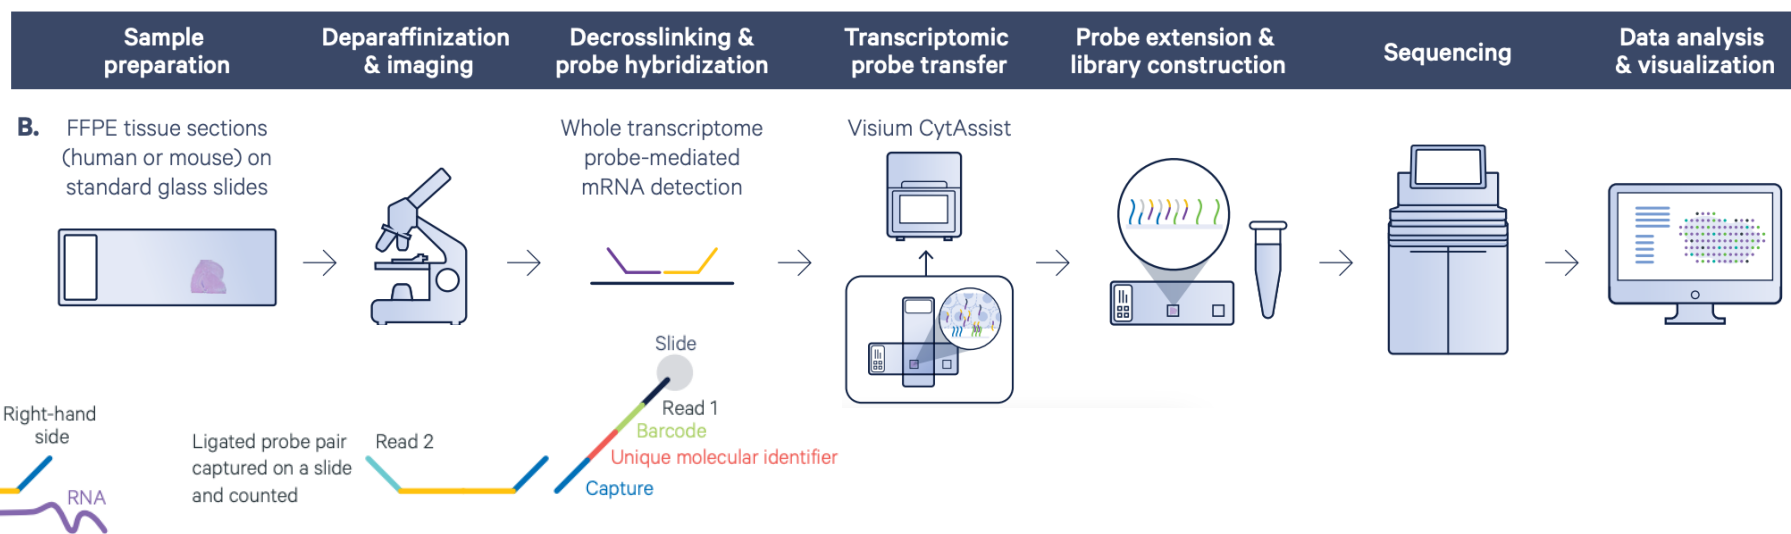 Sample
preparation
Deparaffinization
& imaging
Decrosslinking &
probe hybridization
Transcriptomic
probe transfer
Probe extension &
library construction
Sequencing
Data analysis
& visualization
B.
FFPE tissue sections
(human or mouse) on
standard glass slides
Whole transcriptome
probe-mediated
mRNA detection
Visium CytAssist
Slide
Read 1
Barcode
Unique molecular identifier
Capture
Right-hand
side
RNA
Ligated probe pair
captured on a slide
and counted
Read 2